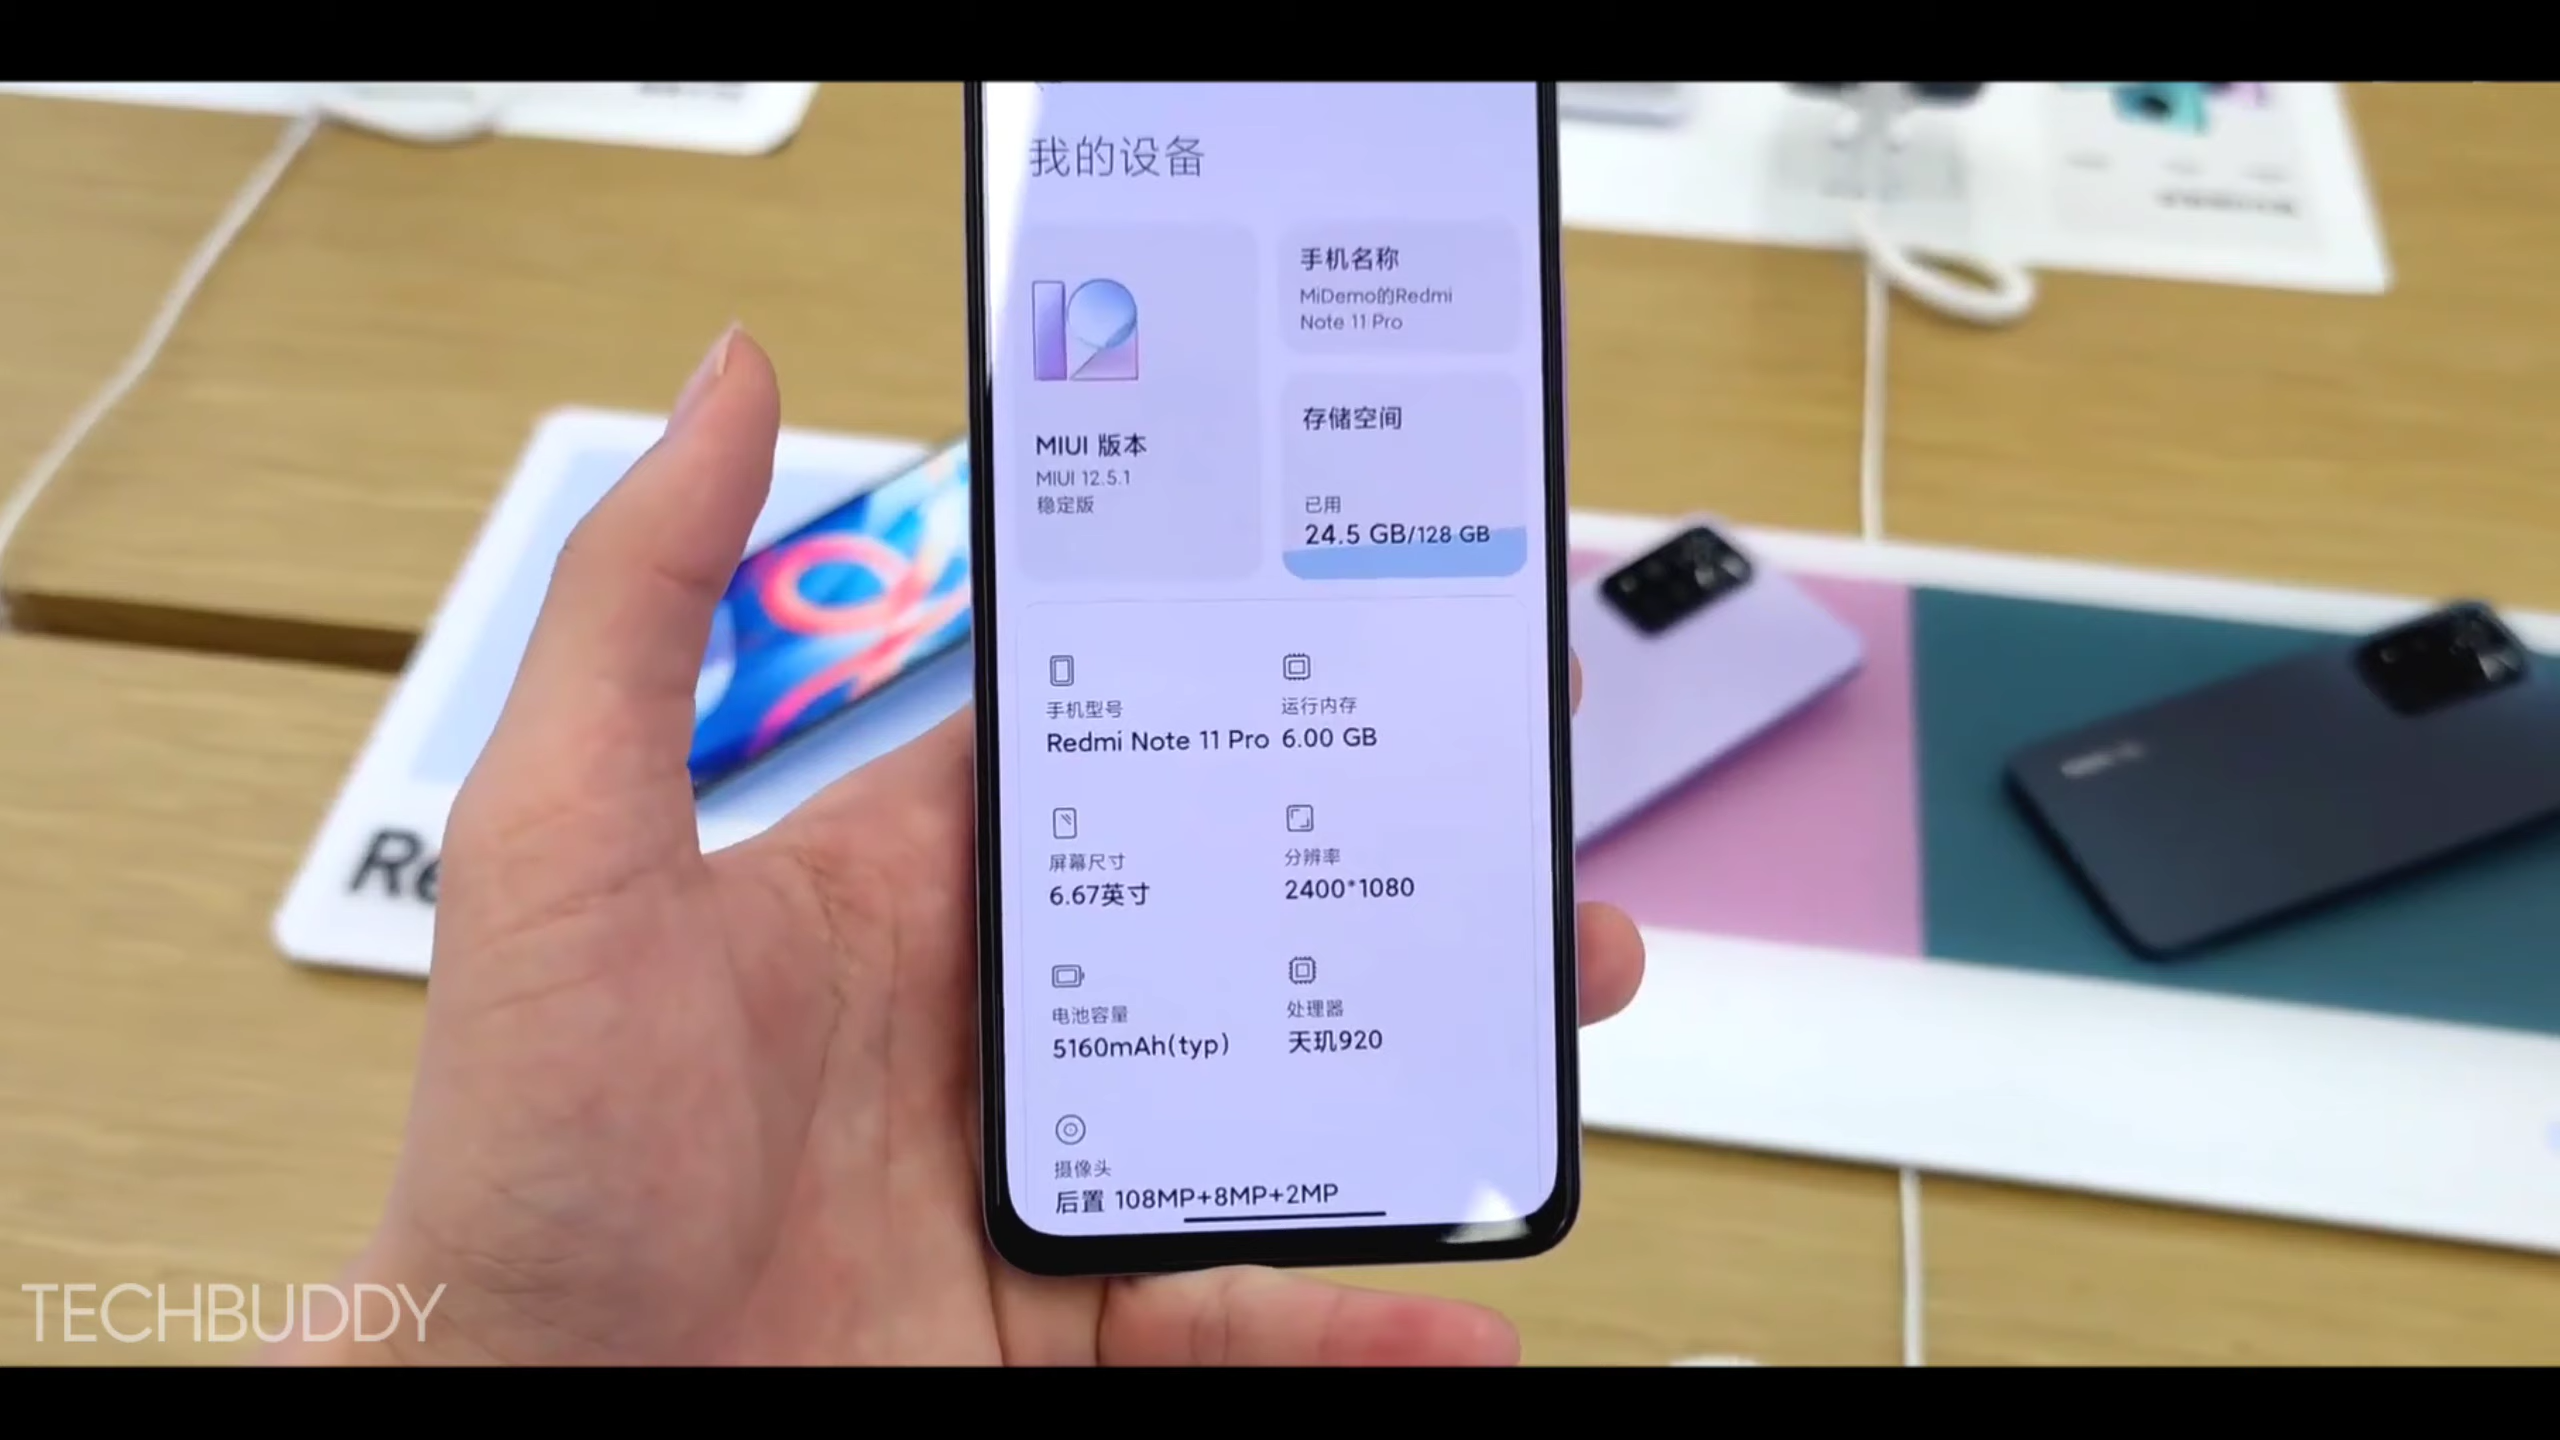 我的设备
MIUI 版本
MIUI 12.5.1
稳定版
手机名称
MiDemo的Redmi
Note 11 Pro
存储空间
已用
24.5 GB/128 GB
手机型号
Redmi Note 11 Pro
运行内存
6.00 GB
屏幕尺寸
6.67英寸
分辨率
2400*1080
电池容量
5160mAh(typ)
处理器
天玑920
摄像头
后置 108MP+8MP+2MP
Re
TECHBUDDY